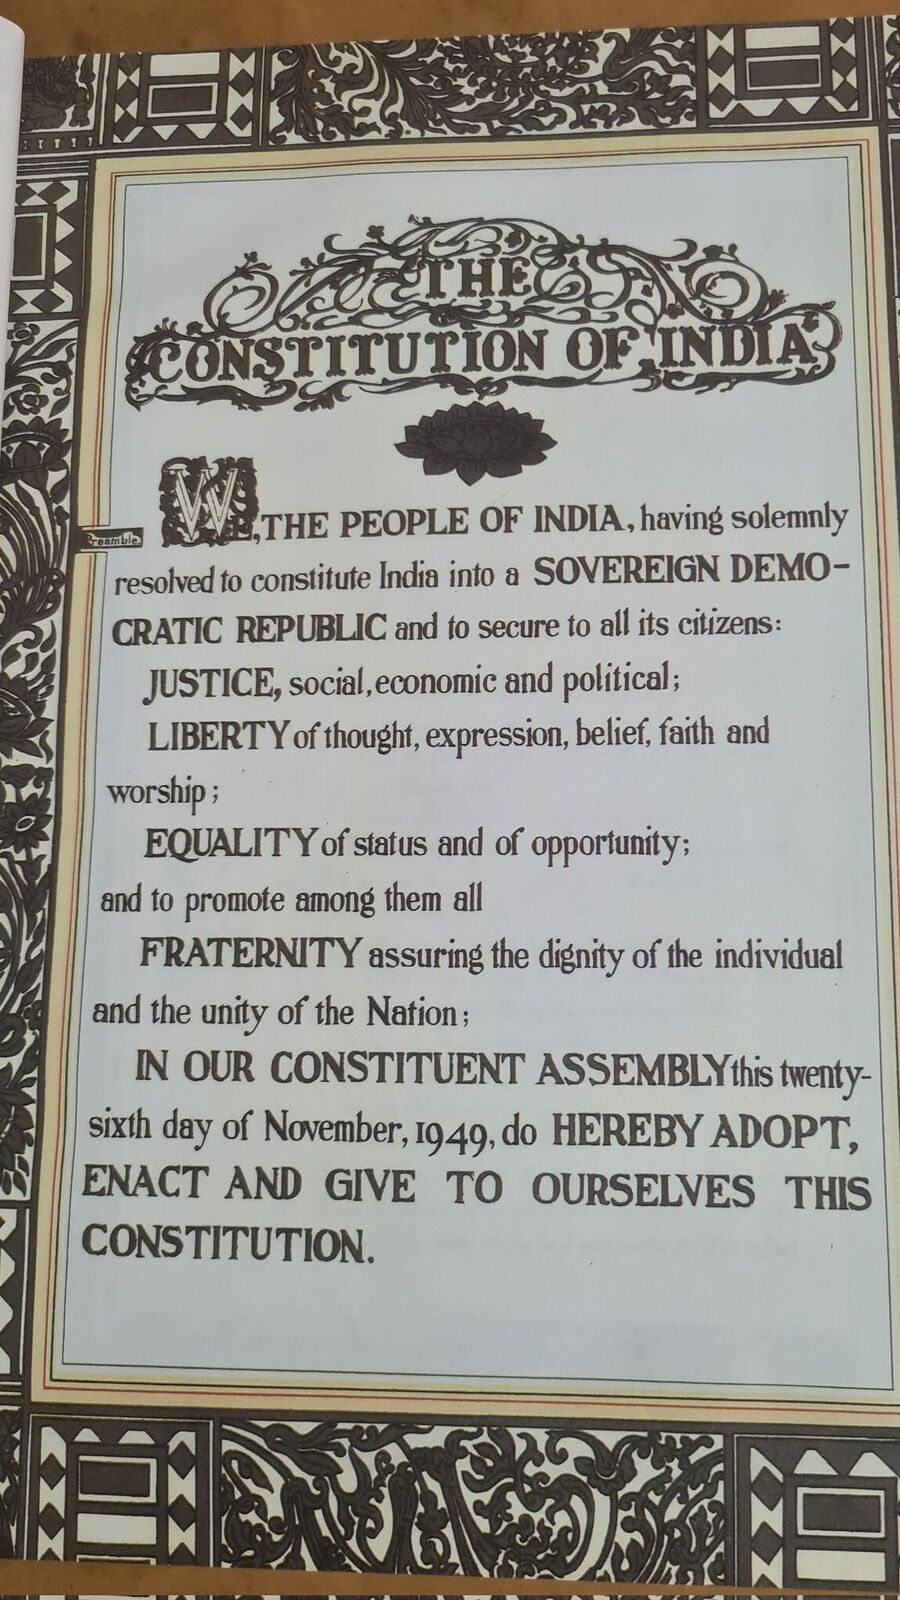 THE
CONSTITUTION OF INDIA
Preamble.
WE, THE PEOPLE OF INDIA, having solemnly
resolved to constitute India into a SOVEREIGN DEMO-
CRATIC REPUBLIC and to secure to all its citizens:
JUSTICE, social, economic and political;
LIBERTY of thought, expression, belief, faith and
worship;
EQUALITY of status and of opportunity;
and to promote among them all
FRATERNITY assuring the dignity of the individual
and the unity of the Nation;
IN OUR CONSTITUENT ASSEMBLY this twenty-
sixth day of November, 1949, do HEREBY ADOPT,
ENACT AND GIVE TO OURSELVES THIS
CONSTITUTION.